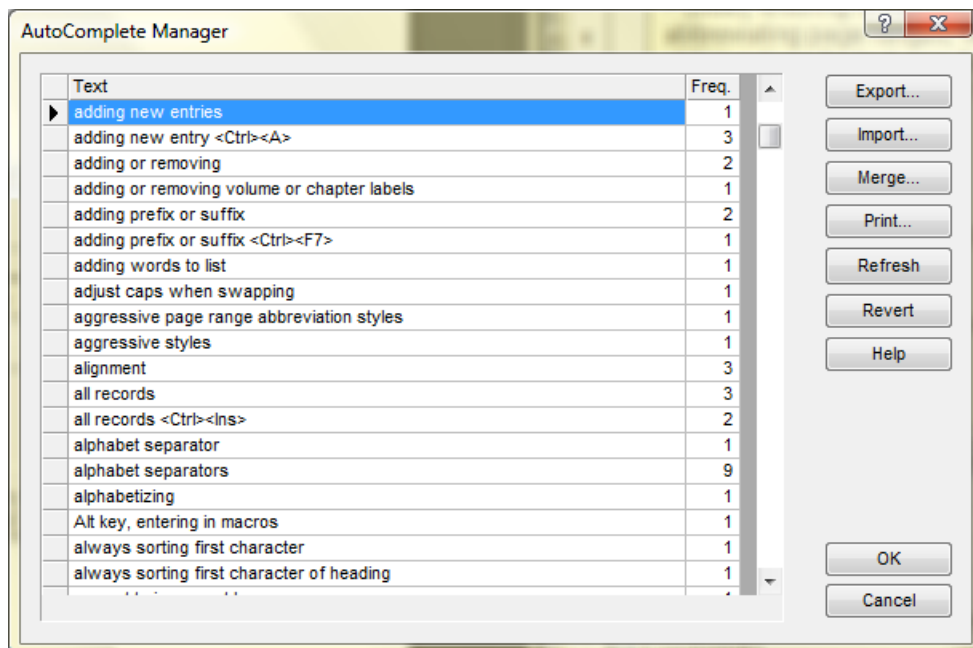 AutoComplete Manager
Text Freq.
adding new entries 1
adding new entry <Ctrl><A> 3
adding or removing 2
adding or removing volume or chapter labels 1
adding prefix or suffix 2
adding prefix or suffix <Ctrl><F7> 1
adding words to list 1
adjust caps when swapping 1
aggressive page range abbreviation styles 1
aggressive styles 1
alignment 3
all records 3
all records <Ctrl><Ins> 2
alphabet separator 1
alphabet separators 9
alphabetizing 1
Alt key, entering in macros 1
always sorting first character 1
always sorting first character of heading 1
Export...
Import...
Merge...
Print...
Refresh
Revert
Help
OK
Cancel